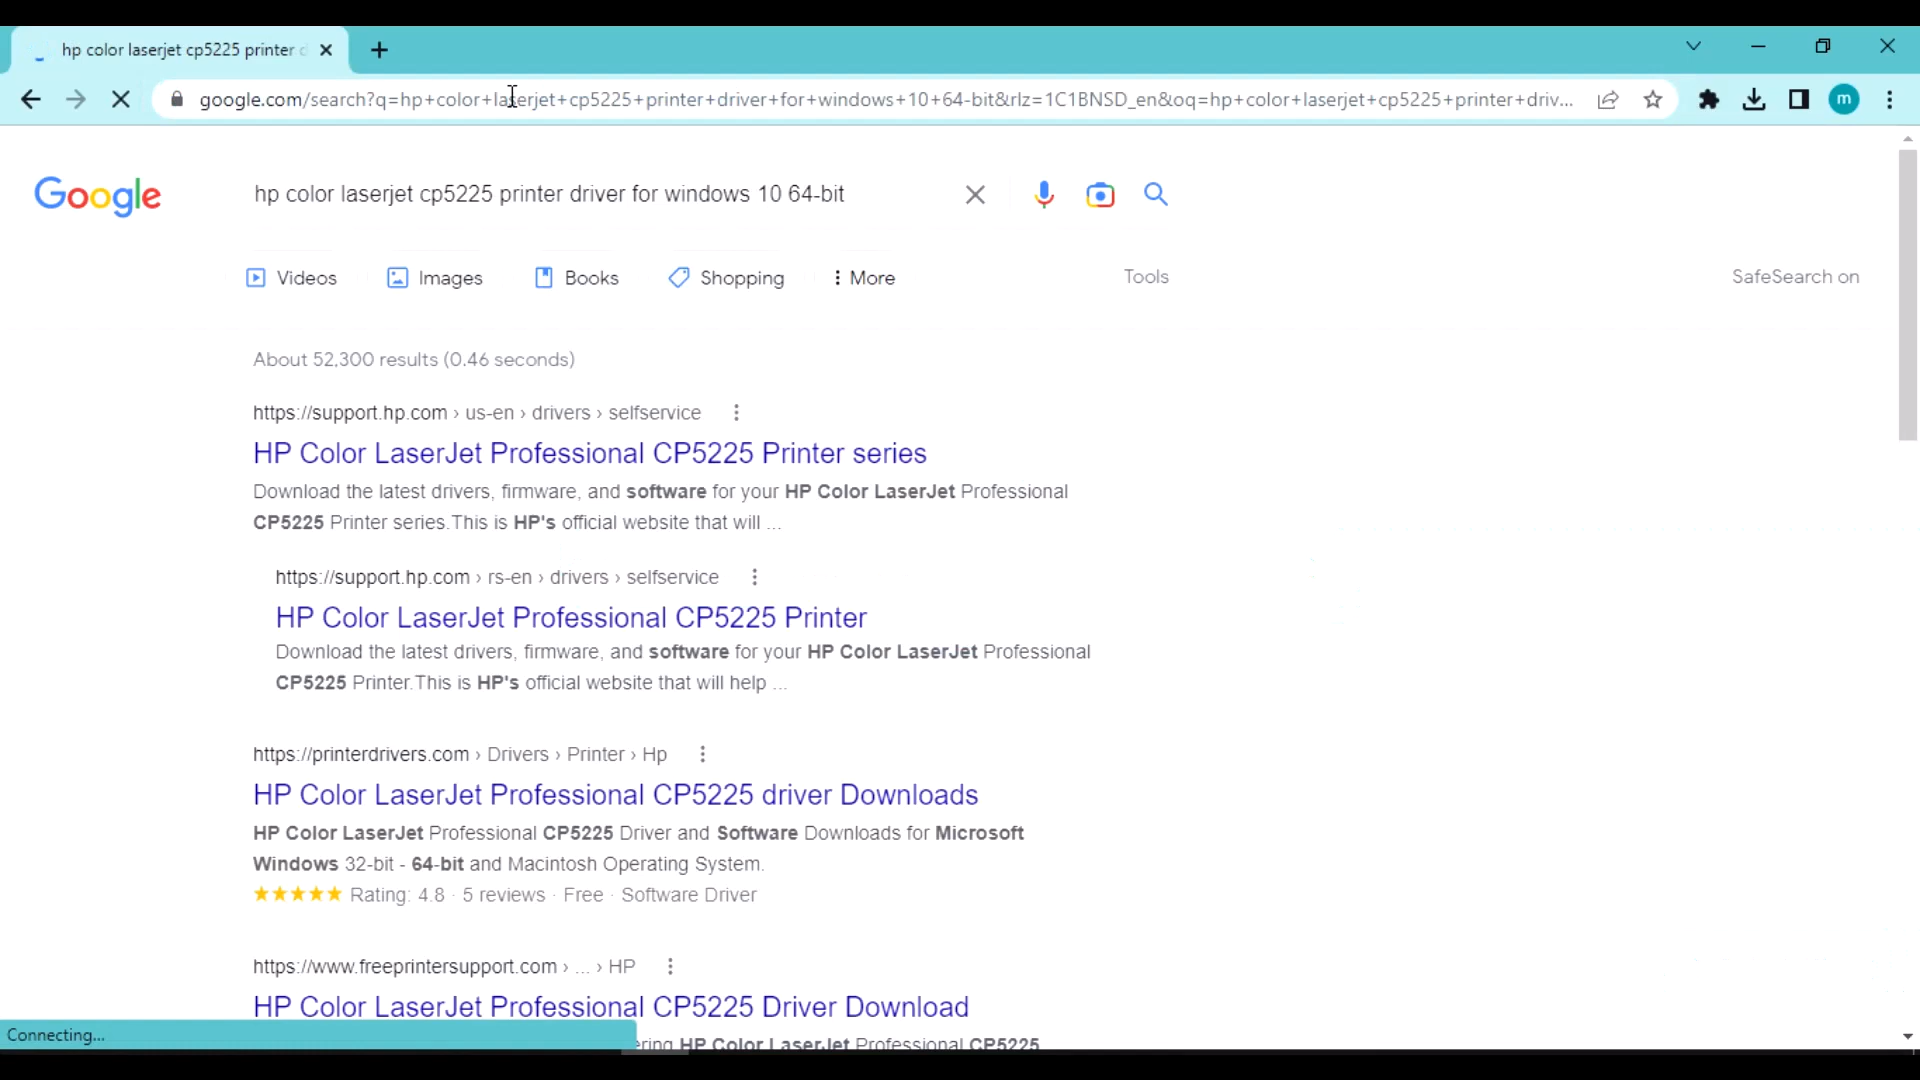 hp color laserjet cp5225 printer d
google.com/search?q=hp+color+laserjet+cp5225+printer+driver+for+windows+10+64-bit&rlz=1C1BNSD_en&oq=hp+color+laserjet+cp5225+printer+driv...
m
Google
hp color laserjet cp5225 printer driver for windows 10 64-bit
Videos Images Books Shopping More Tools SafeSearch on
About 52,300 results (0.46 seconds)
https://support.hp.com › us-en › drivers › selfservice
HP Color LaserJet Professional CP5225 Printer series
Download the latest drivers, firmware, and software for your HP Color LaserJet Professional
CP5225 Printer series.This is HP's official website that will ...
https://support.hp.com › rs-en › drivers › selfservice
HP Color LaserJet Professional CP5225 Printer
Download the latest drivers, firmware, and software for your HP Color LaserJet Professional
CP5225 Printer.This is HP's official website that will help ...
https://printerdrivers.com › Drivers › Printer › Hp
HP Color LaserJet Professional CP5225 driver Downloads
HP Color LaserJet Professional CP5225 Driver and Software Downloads for Microsoft
Windows 32-bit - 64-bit and Macintosh Operating System.
Rating: 4.8 · 5 reviews · Free · Software Driver
https://www.freeprintersupport.com › ... › HP
HP Color LaserJet Professional CP5225 Driver Download
Connecting...
ering HP Color LaserJet Professional CP5225